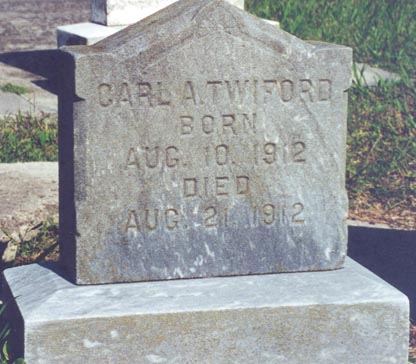 CARL A. TWIFORD
BORN
AUG. 10. 1912
DIED
AUG. 21. 1912